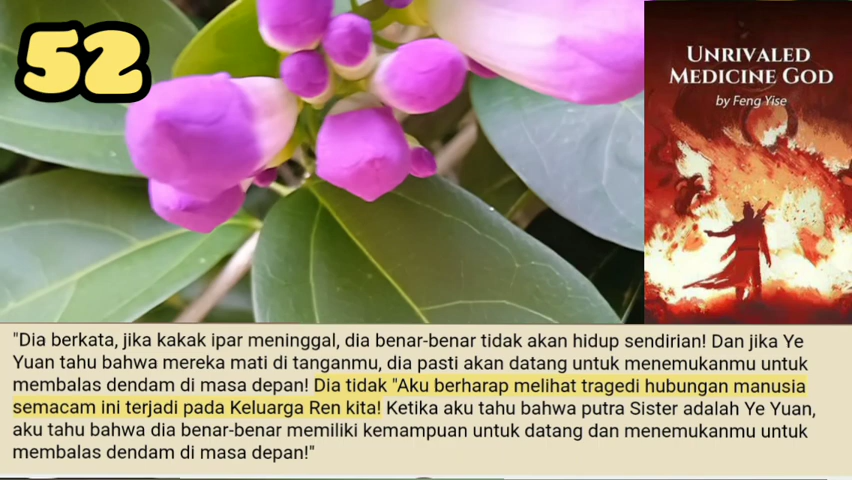 52
UNRIVALED
MEDICINE GOD
by Feng Yise
"Dia berkata, jika kakak ipar meninggal, dia benar-benar tidak akan hidup sendirian! Dan jika Ye
Yuan tahu bahwa mereka mati di tanganmu, dia pasti akan datang untuk menemukanmu untuk
membalas dendam di masa depan! Dia tidak "Aku berharap melihat tragedi hubungan manusia
semacam ini terjadi pada Keluarga Ren kita! Ketika aku tahu bahwa putra Sister adalah Ye Yuan,
aku tahu bahwa dia benar-benar memiliki kemampuan untuk datang dan menemukanmu untuk
membalas dendam di masa depan!"